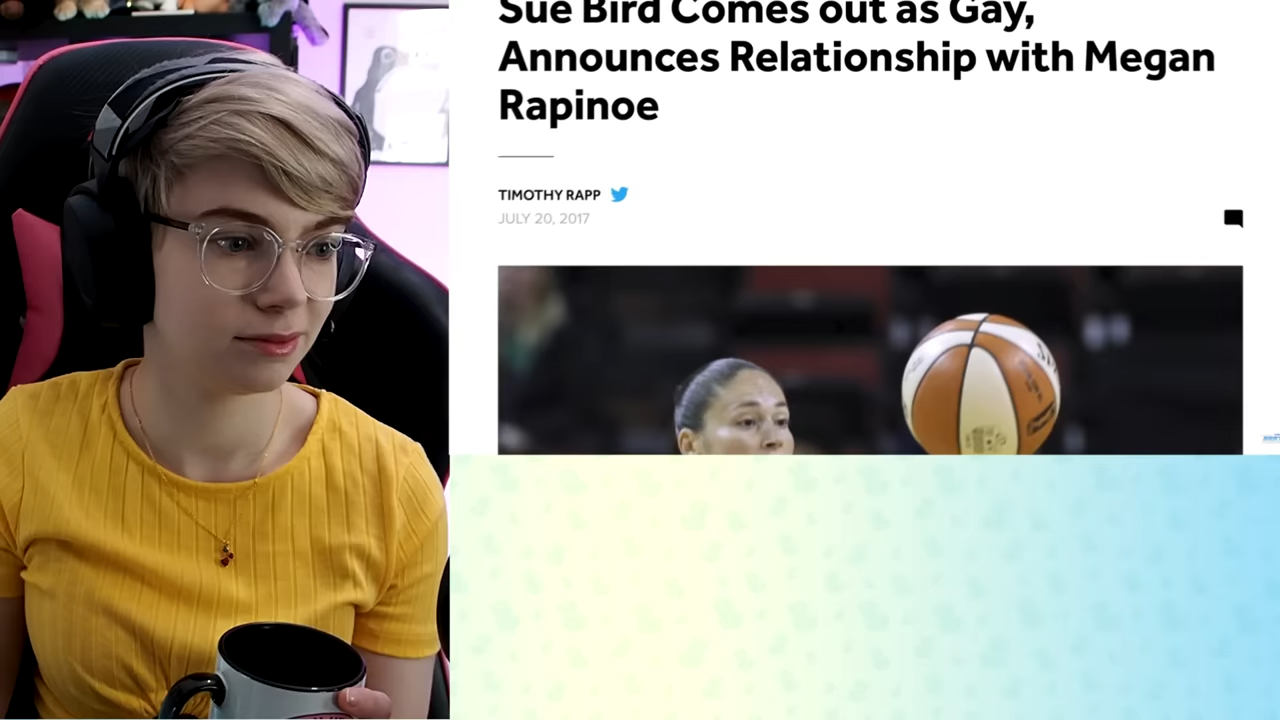 Sue Bird Comes out as Gay,
Announces Relationship with Megan
Rapinoe
TIMOTHY RAPP
JULY 20, 2017